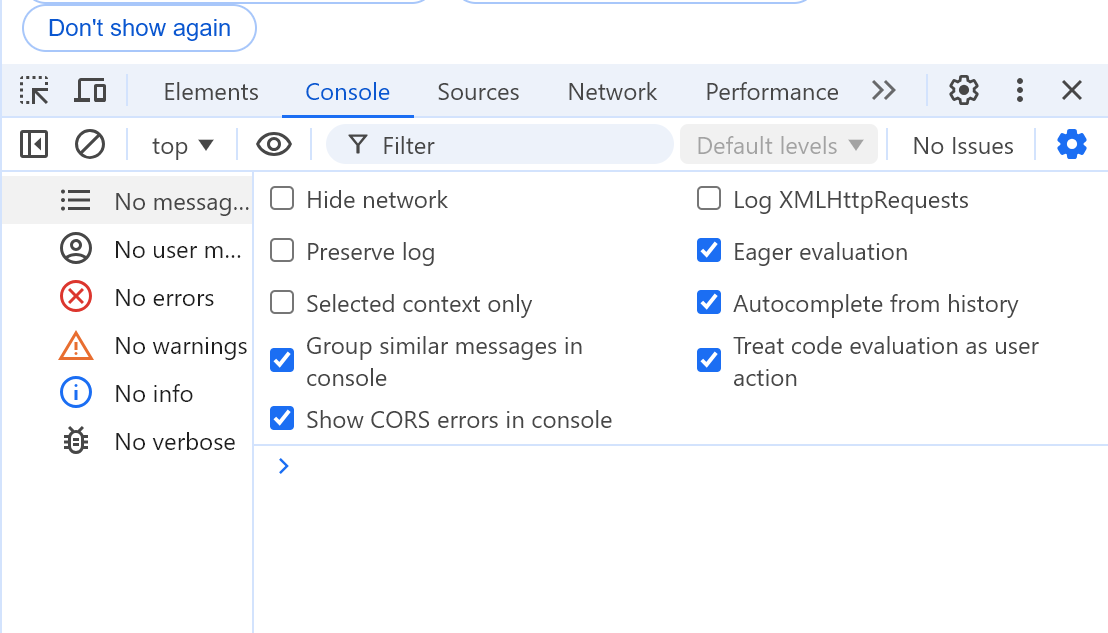 Don't show again
Elements Console Sources Network Performance
top Filter Default levels No Issues
No messag...
No user m...
No errors
No warnings
No info
No verbose
Hide network
Log XMLHttpRequests
Preserve log
Eager evaluation
Selected context only
Autocomplete from history
Group similar messages in
console
Treat code evaluation as user
action
Show CORS errors in console